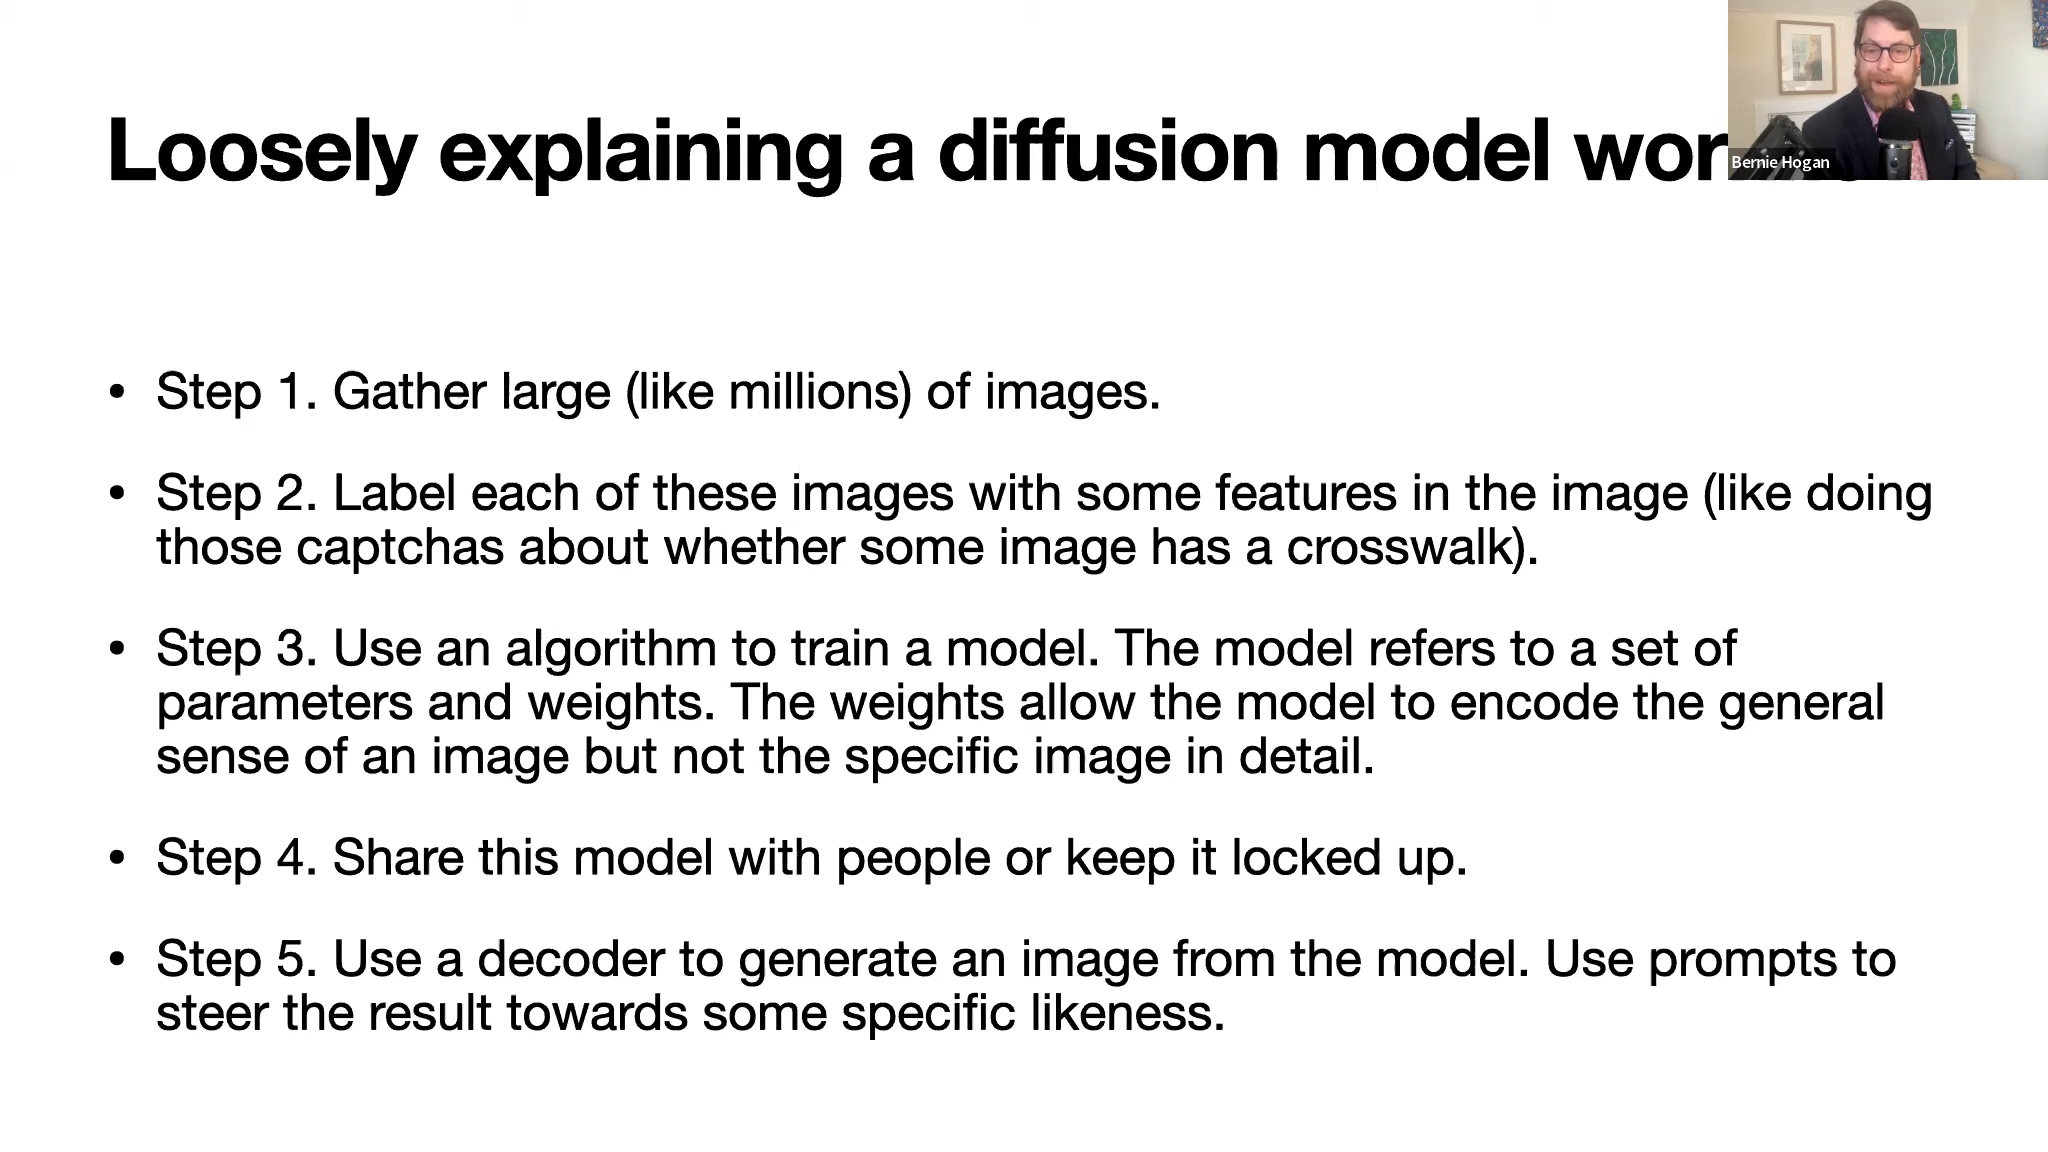 Loosely explaining a diffusion model wor
Bernie Hogan
• Step 1. Gather large (like millions) of images.
• Step 2. Label each of these images with some features in the image (like doing
those captchas about whether some image has a crosswalk).
• Step 3. Use an algorithm to train a model. The model refers to a set of
parameters and weights. The weights allow the model to encode the general
sense of an image but not the specific image in detail.
• Step 4. Share this model with people or keep it locked up.
• Step 5. Use a decoder to generate an image from the model. Use prompts to
steer the result towards some specific likeness.